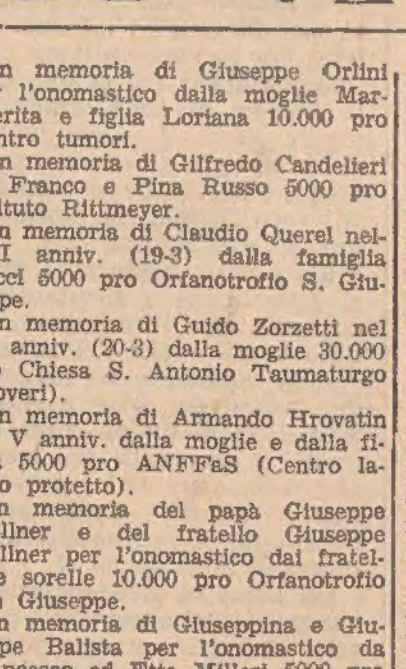 n memoria di Giuseppe Orlini
l'onomastico dalla moglie Mar-
erita e figlia Loriana 10.000 pro
ntro tumori.
n memoria di Gilfredo Candelieri
Franco e Pina Russo 5000 pro
ituto Rittmeyer.
n memoria di Claudio Querel nel-
I anniv. (19-3) dalla famiglia
cci 5000 pro Orfanotrofio S. Giu-
pe.
n memoria di Guido Zorzetti nel
anniv. (20-3) dalla moglie 30.000
Chiesa S. Antonio Taumaturgo
overi).
n memoria di Armando Hrovatin
V anniv. dalla moglie e dalla fi-
5000 pro ANFFaS (Centro la-
o protetto).
n memoria del papà Giuseppe
llner e del fratello Giuseppe
llner per l'onomastico dai fratel-
e sorelle 10.000 pro Orfanotrofio
Giuseppe.
n memoria di Giuseppina e Giu-
pe Balista per l'onomastico da